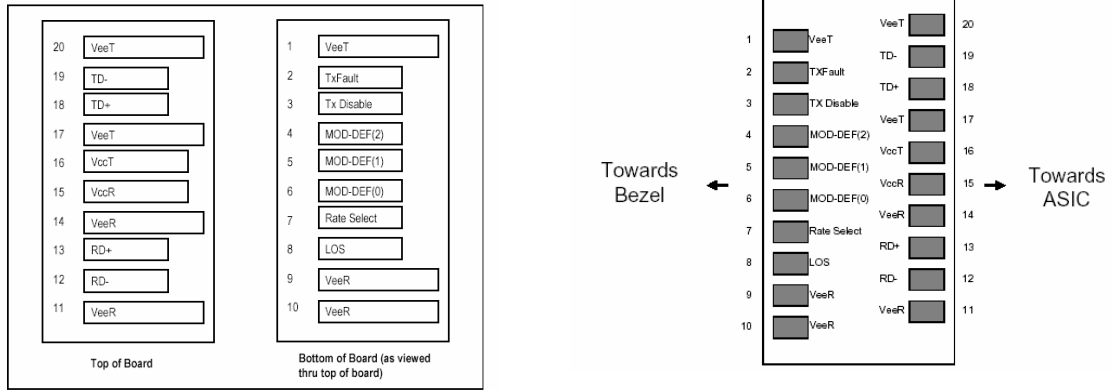 20 VeeT
19 TD-
18 TD+
17 VeeT
16 VccT
15 VccR
14 VeeR
13 RD+
12 RD-
11 VeeR
Top of Board
1 VeeT
2 TxFault
3 Tx Disable
4 MOD-DEF(2)
5 MOD-DEF(1)
6 MOD-DEF(0)
7 Rate Select
8 LOS
9 VeeR
10 VeeR
Bottom of Board (as viewed
thru top of board)
Towards
Bezel
1 VeeT
2 TXFault
3 TX Disable
4 MOD-DEF(2)
5 MOD-DEF(1)
6 MOD-DEF(0)
7 Rate Select
8 LOS
9 VeeR
10 VeeR
VeeT 20
TD- 19
TD+ 18
VeeT 17
VccT 16
VccR 15
VeeR 14
RD+ 13
RD- 12
VeeR 11
Towards
ASIC